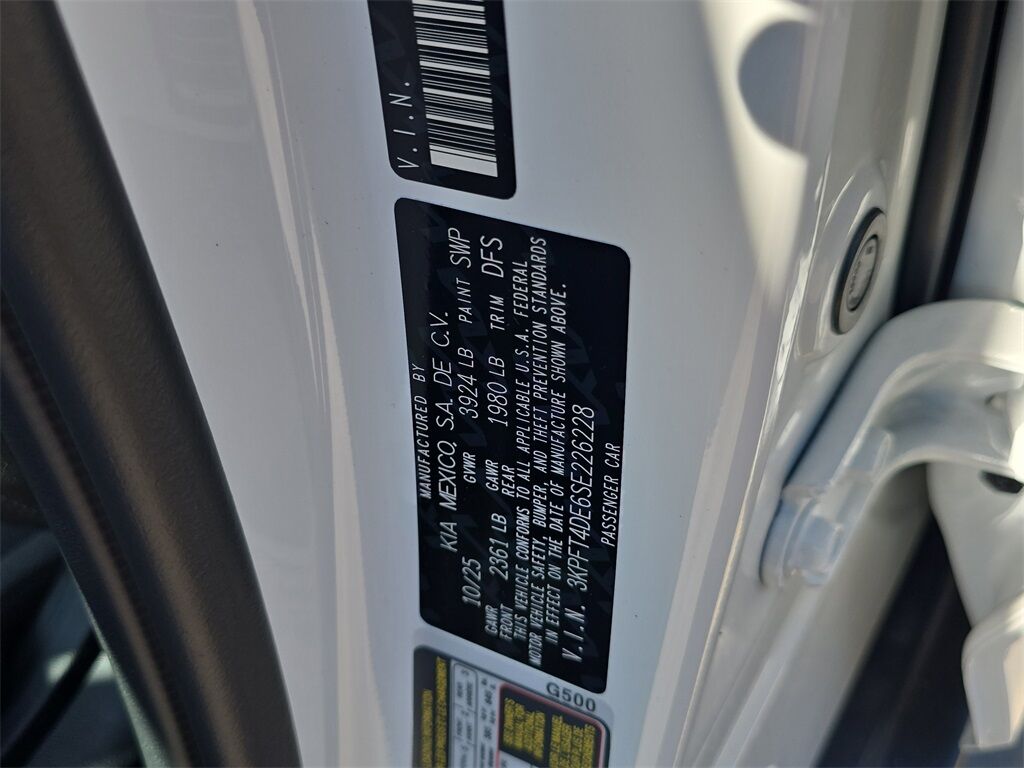 V.I.N.
MANUFACTURED BY
KIA MEXICO, S.A. DE C.V.
10/25 GVWR 3924 LB PAINT SWP
GAWR FRONT 2361 LB GAWR REAR 1980 LB TRIM DFS
THIS VEHICLE CONFORMS TO ALL APPLICABLE U.S.A. FEDERAL
MOTOR VEHICLE SAFETY, BUMPER, AND THEFT PREVENTION STANDARDS
IN EFFECT ON THE DATE OF MANUFACTURE SHOWN ABOVE.
V.I.N. 3KPFT4DEGSE226228
PASSENGER CAR
G500